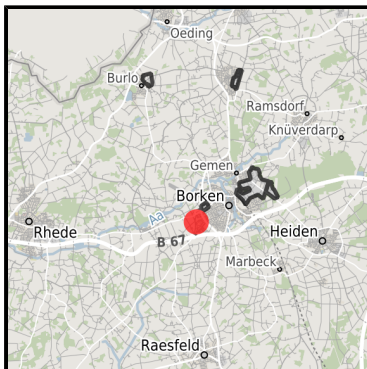 Oeding
Burlo
Ramsdorf
Knüverdarp
Gemen
Borken
Aa
Rhede
B 67
Heiden
Marbeck
Raesfeld